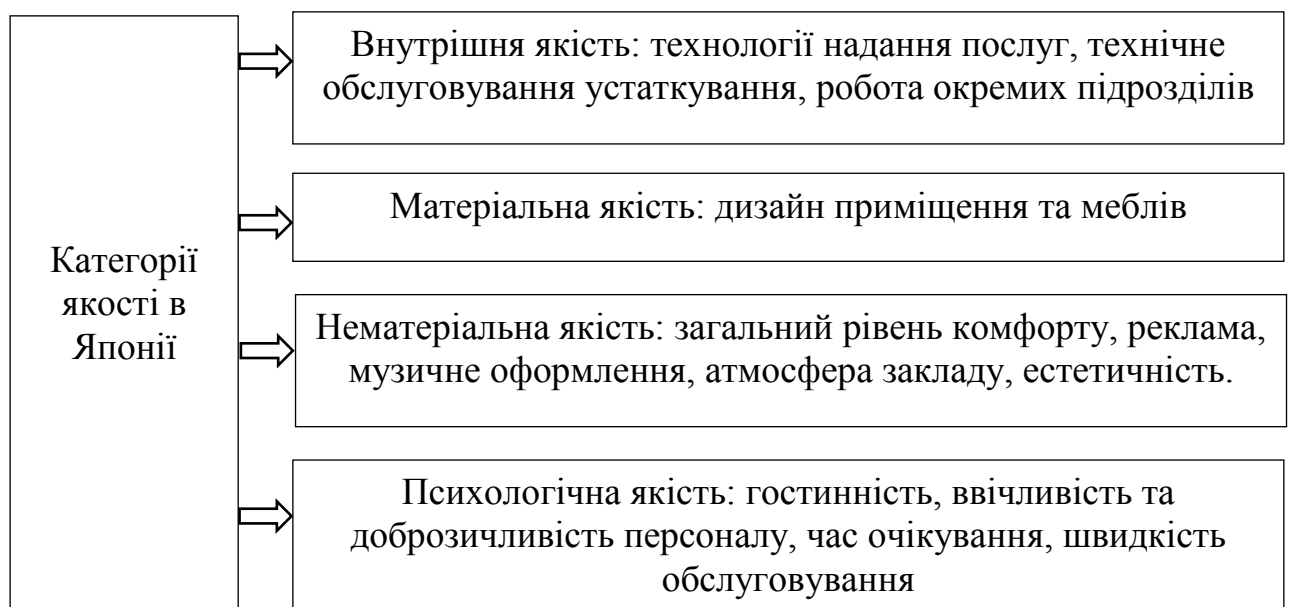 Категорії
якості в
Японії
Внутрішня якість: технології надання послуг, технічне
обслуговування устаткування, робота окремих підрозділів
Матеріальна якість: дизайн приміщення та меблів
Нематеріальна якість: загальний рівень комфорту, реклама,
музичне оформлення, атмосфера закладу, естетичність.
Психологічна якість: гостинність, ввічливість та
доброзичливість персоналу, час очікування, швидкість
обслуговування